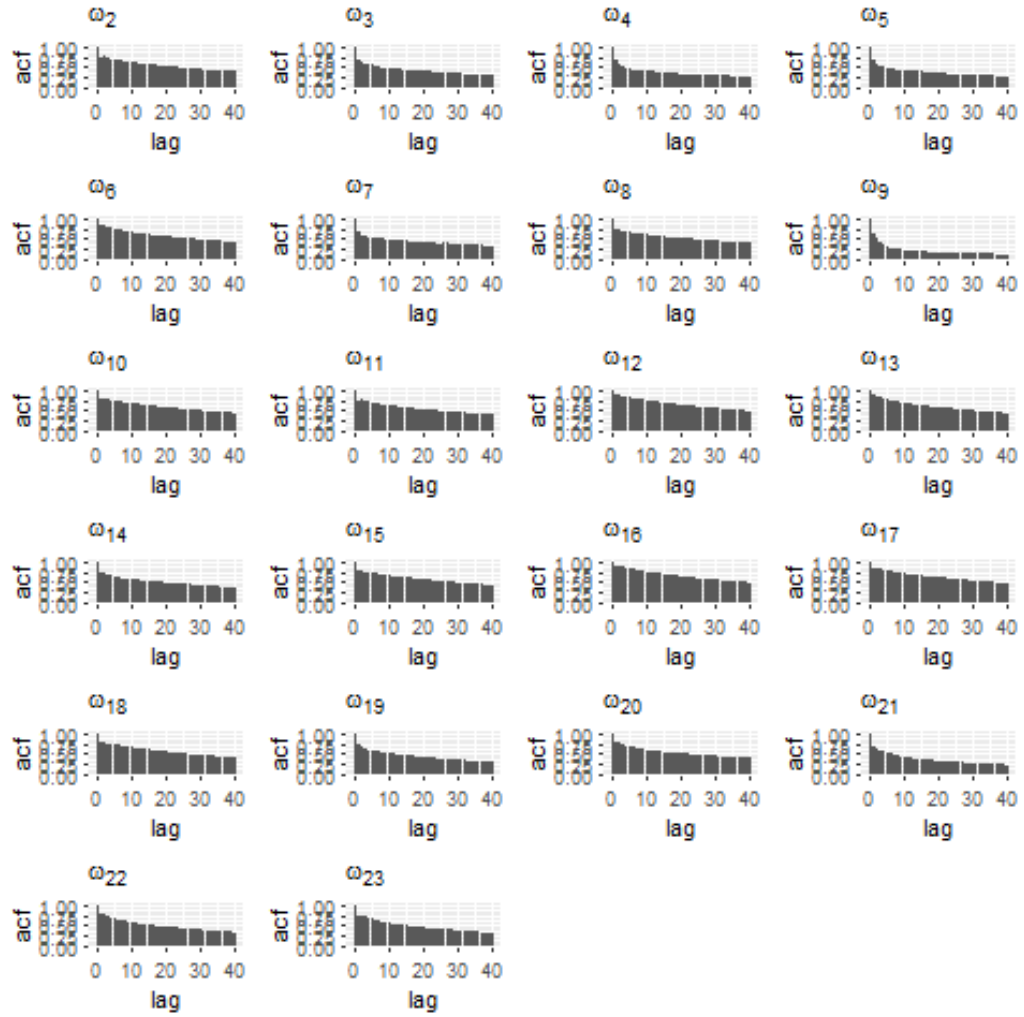 ω2 ω3 ω4 ω5
acf 1.00 0.00 acf 1.00 0.00 acf 1.00 0.00 acf 1.00 0.00
0 10 20 30 40 0 10 20 30 40 0 10 20 30 40 0 10 20 30 40
lag lag lag lag
ω6 ω7 ω8 ω9
acf 1.00 0.00 acf 1.00 0.00 acf 1.00 0.00 acf 1.00 0.00
0 10 20 30 40 0 10 20 30 40 0 10 20 30 40 0 10 20 30 40
lag lag lag lag
ω10 ω11 ω12 ω13
acf 1.00 0.00 acf 1.00 0.00 acf 1.00 0.00 acf 1.00 0.00
0 10 20 30 40 0 10 20 30 40 0 10 20 30 40 0 10 20 30 40
lag lag lag lag
ω14 ω15 ω16 ω17
acf 1.00 0.00 acf 1.00 0.00 acf 1.00 0.00 acf 1.00 0.00
0 10 20 30 40 0 10 20 30 40 0 10 20 30 40 0 10 20 30 40
lag lag lag lag
ω18 ω19 ω20 ω21
acf 1.00 0.00 acf 1.00 0.00 acf 1.00 0.00 acf 1.00 0.00
0 10 20 30 40 0 10 20 30 40 0 10 20 30 40 0 10 20 30 40
lag lag lag lag
ω22 ω23
acf 1.00 0.00 acf 1.00 0.00
0 10 20 30 40 0 10 20 30 40
lag lag